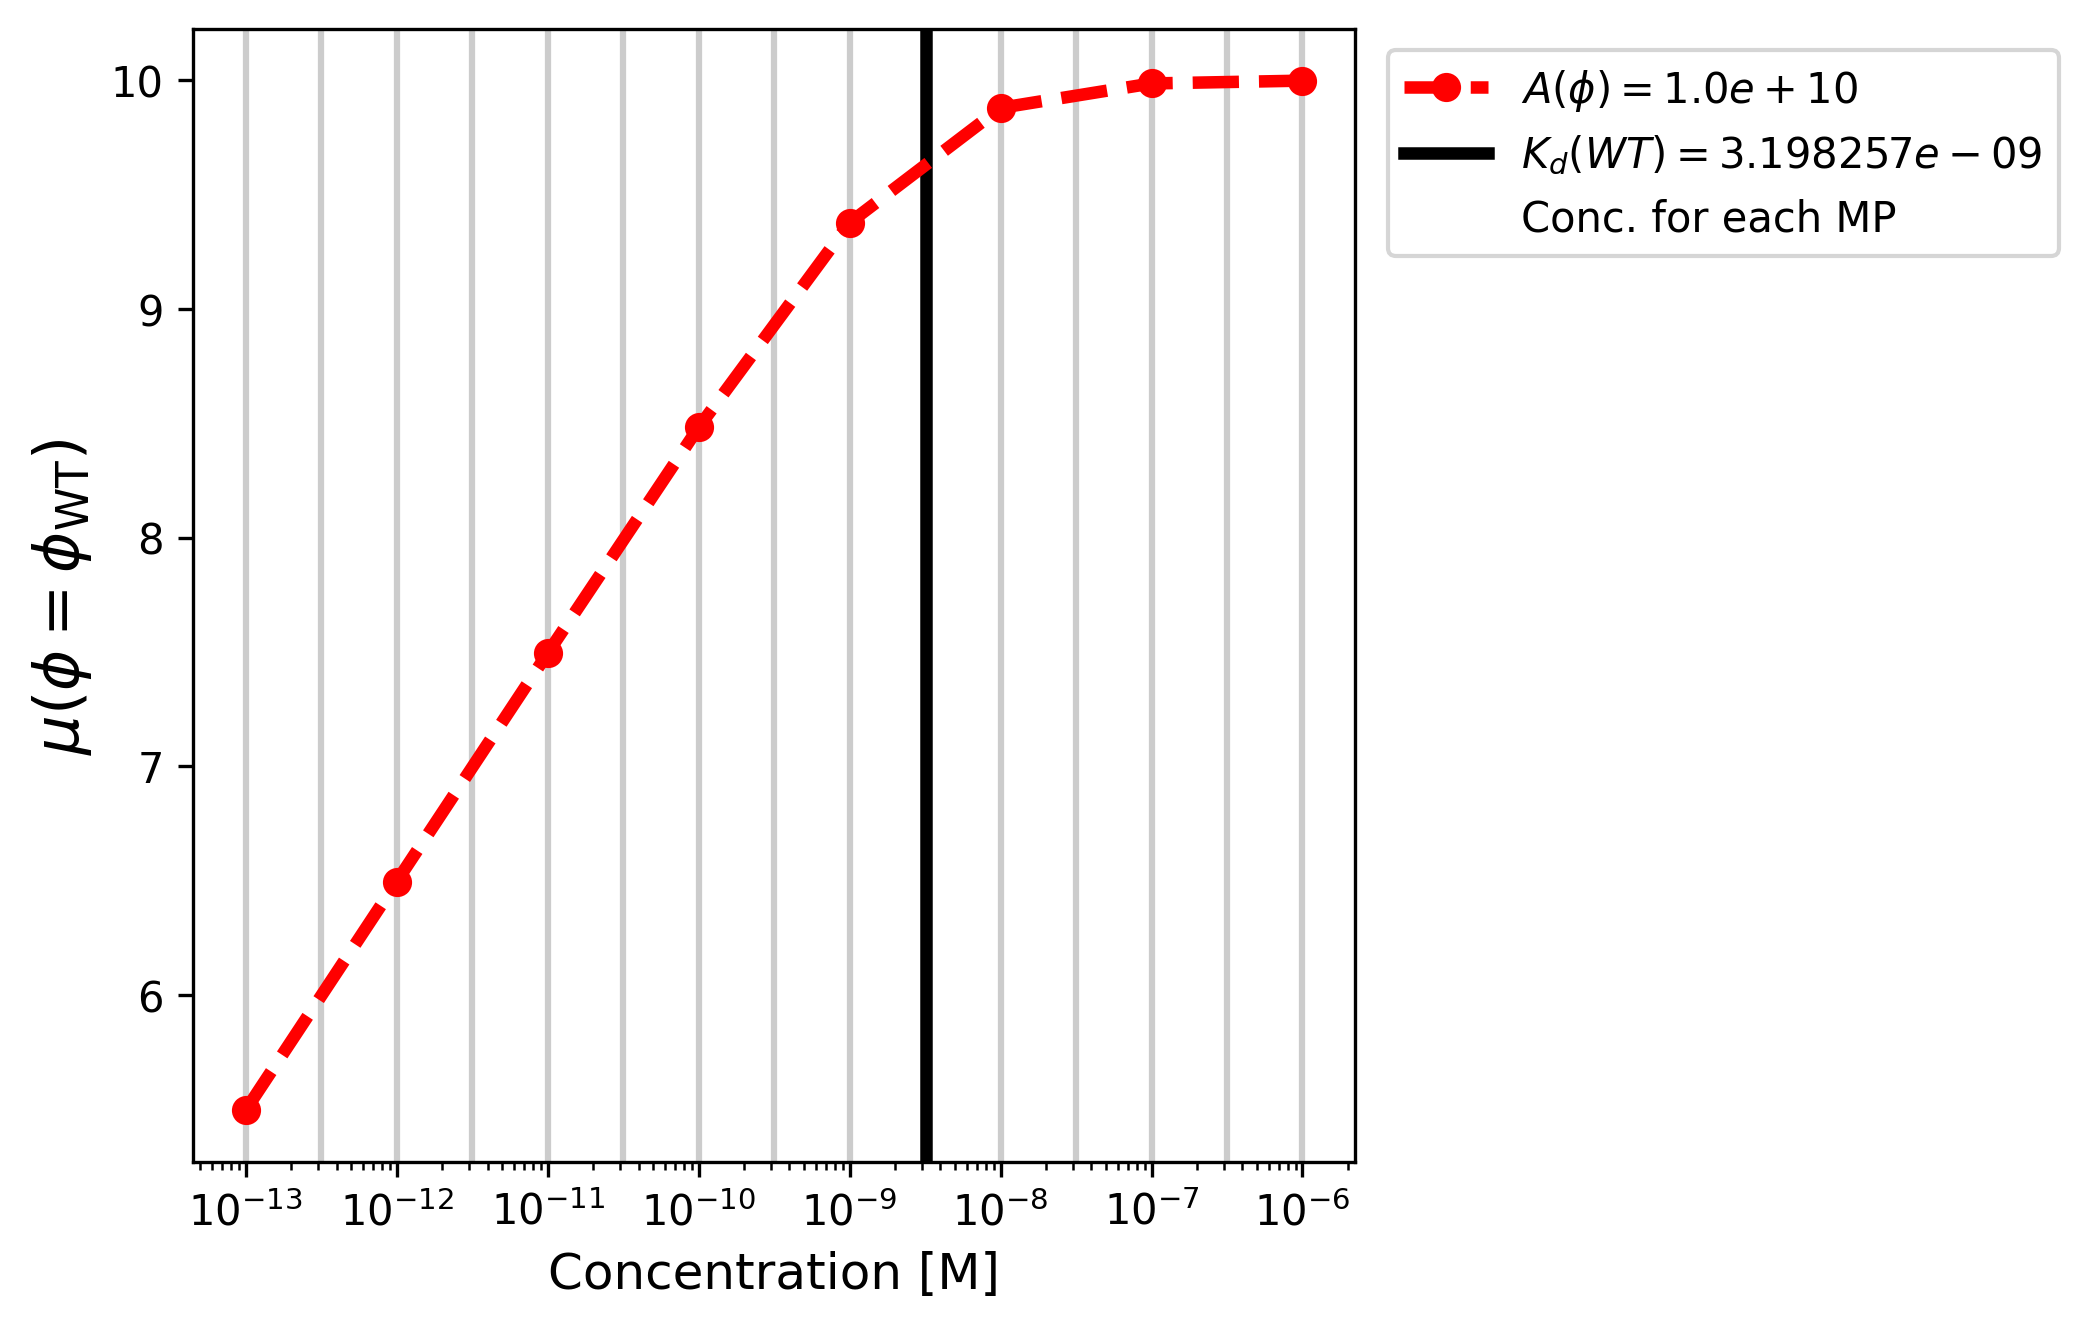 10
9
8
7
6
μ(ϕ = ϕ_WT)
10⁻¹³ 10⁻¹² 10⁻¹¹ 10⁻¹⁰ 10⁻⁹ 10⁻⁸ 10⁻⁷ 10⁻⁶
Concentration [M]
A(ϕ) = 1.0e + 10
K_d(WT) = 3.198257e − 09
Conc. for each MP